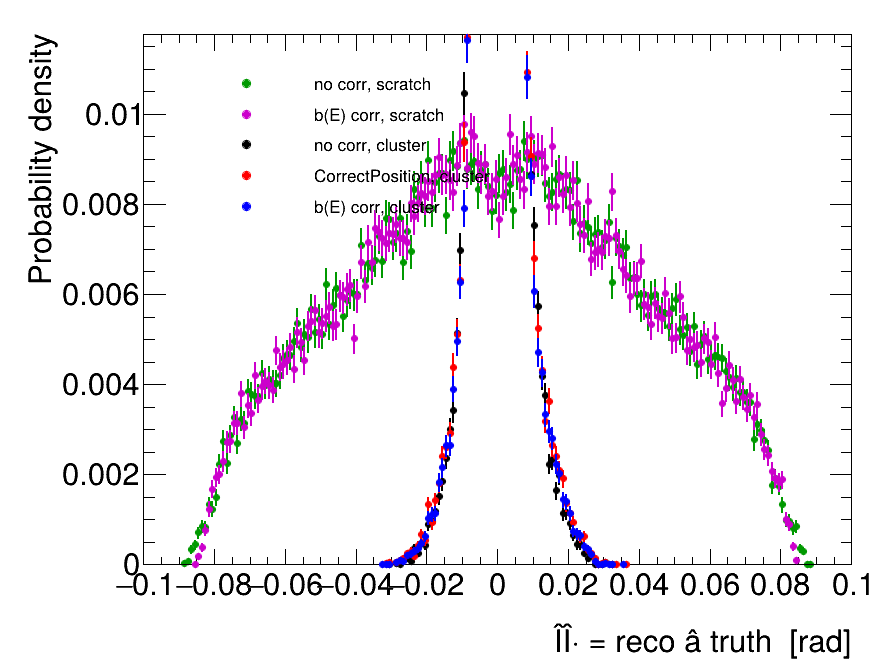 Probability density
no corr, scratch
b(E) corr, scratch
no corr, cluster
CorrectPosition, cluster
b(E) corr, cluster
0.01
0.008
0.006
0.004
0.002
0
−0.1 −0.08 −0.06 −0.04 −0.02 0 0.02 0.04 0.06 0.08 0.1
ÎÎ· = reco â truth [rad]